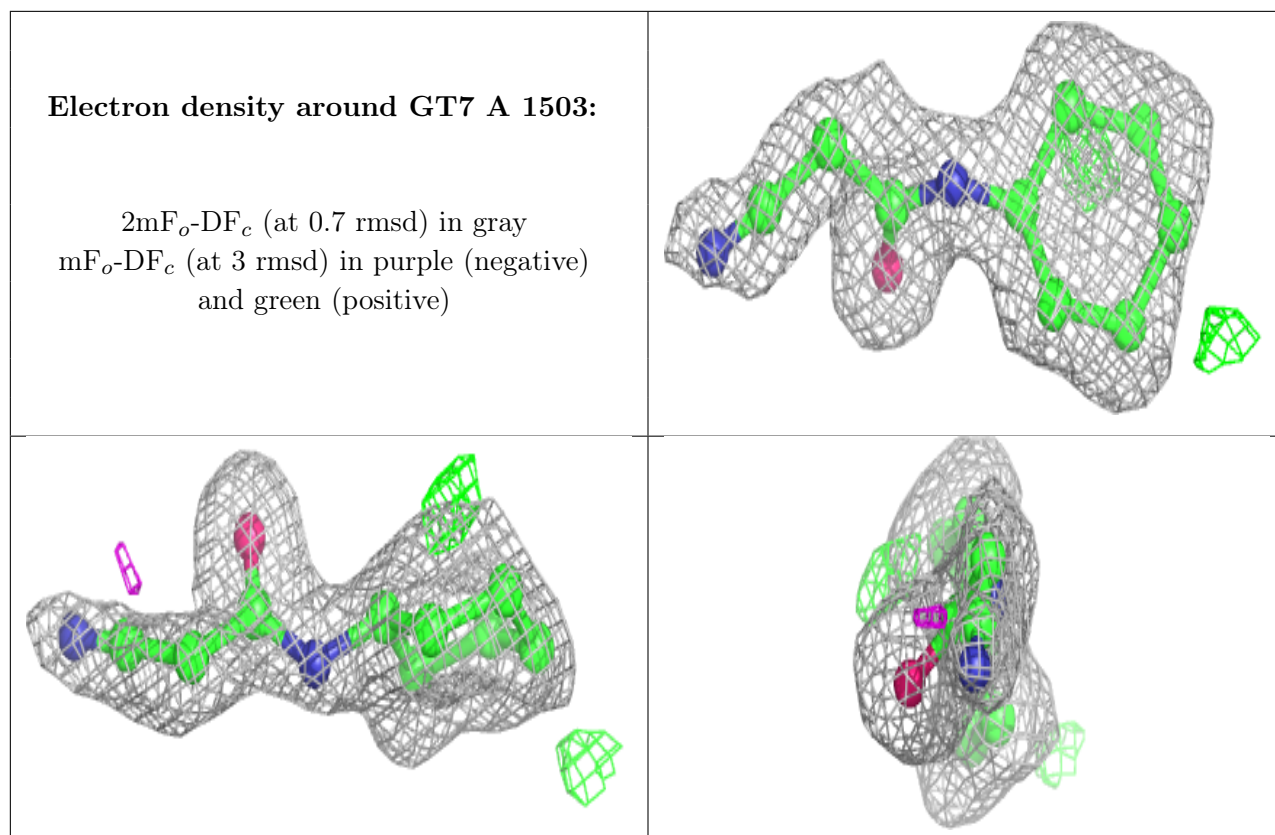 Electron density around GT7 A 1503:
2mFo-DFc (at 0.7 rmsd) in gray
mFo-DFc (at 3 rmsd) in purple (negative)
and green (positive)